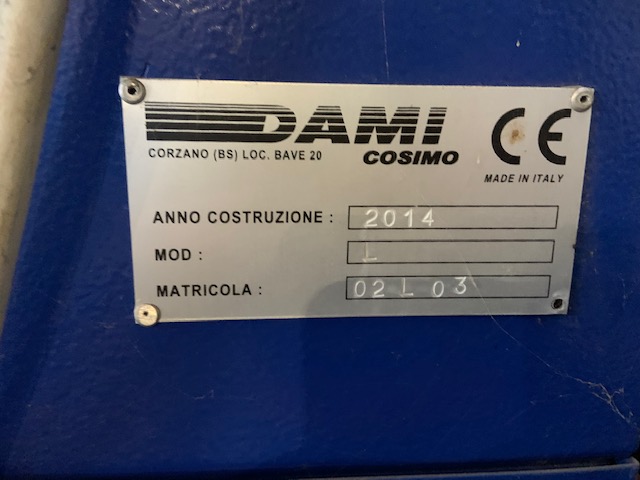 DAMI
CORZANO (BS) LOC. BAVE 20 COSIMO
CE
MADE IN ITALY
ANNO COSTRUZIONE : 2014
MOD : L
MATRICOLA : 02 L 03